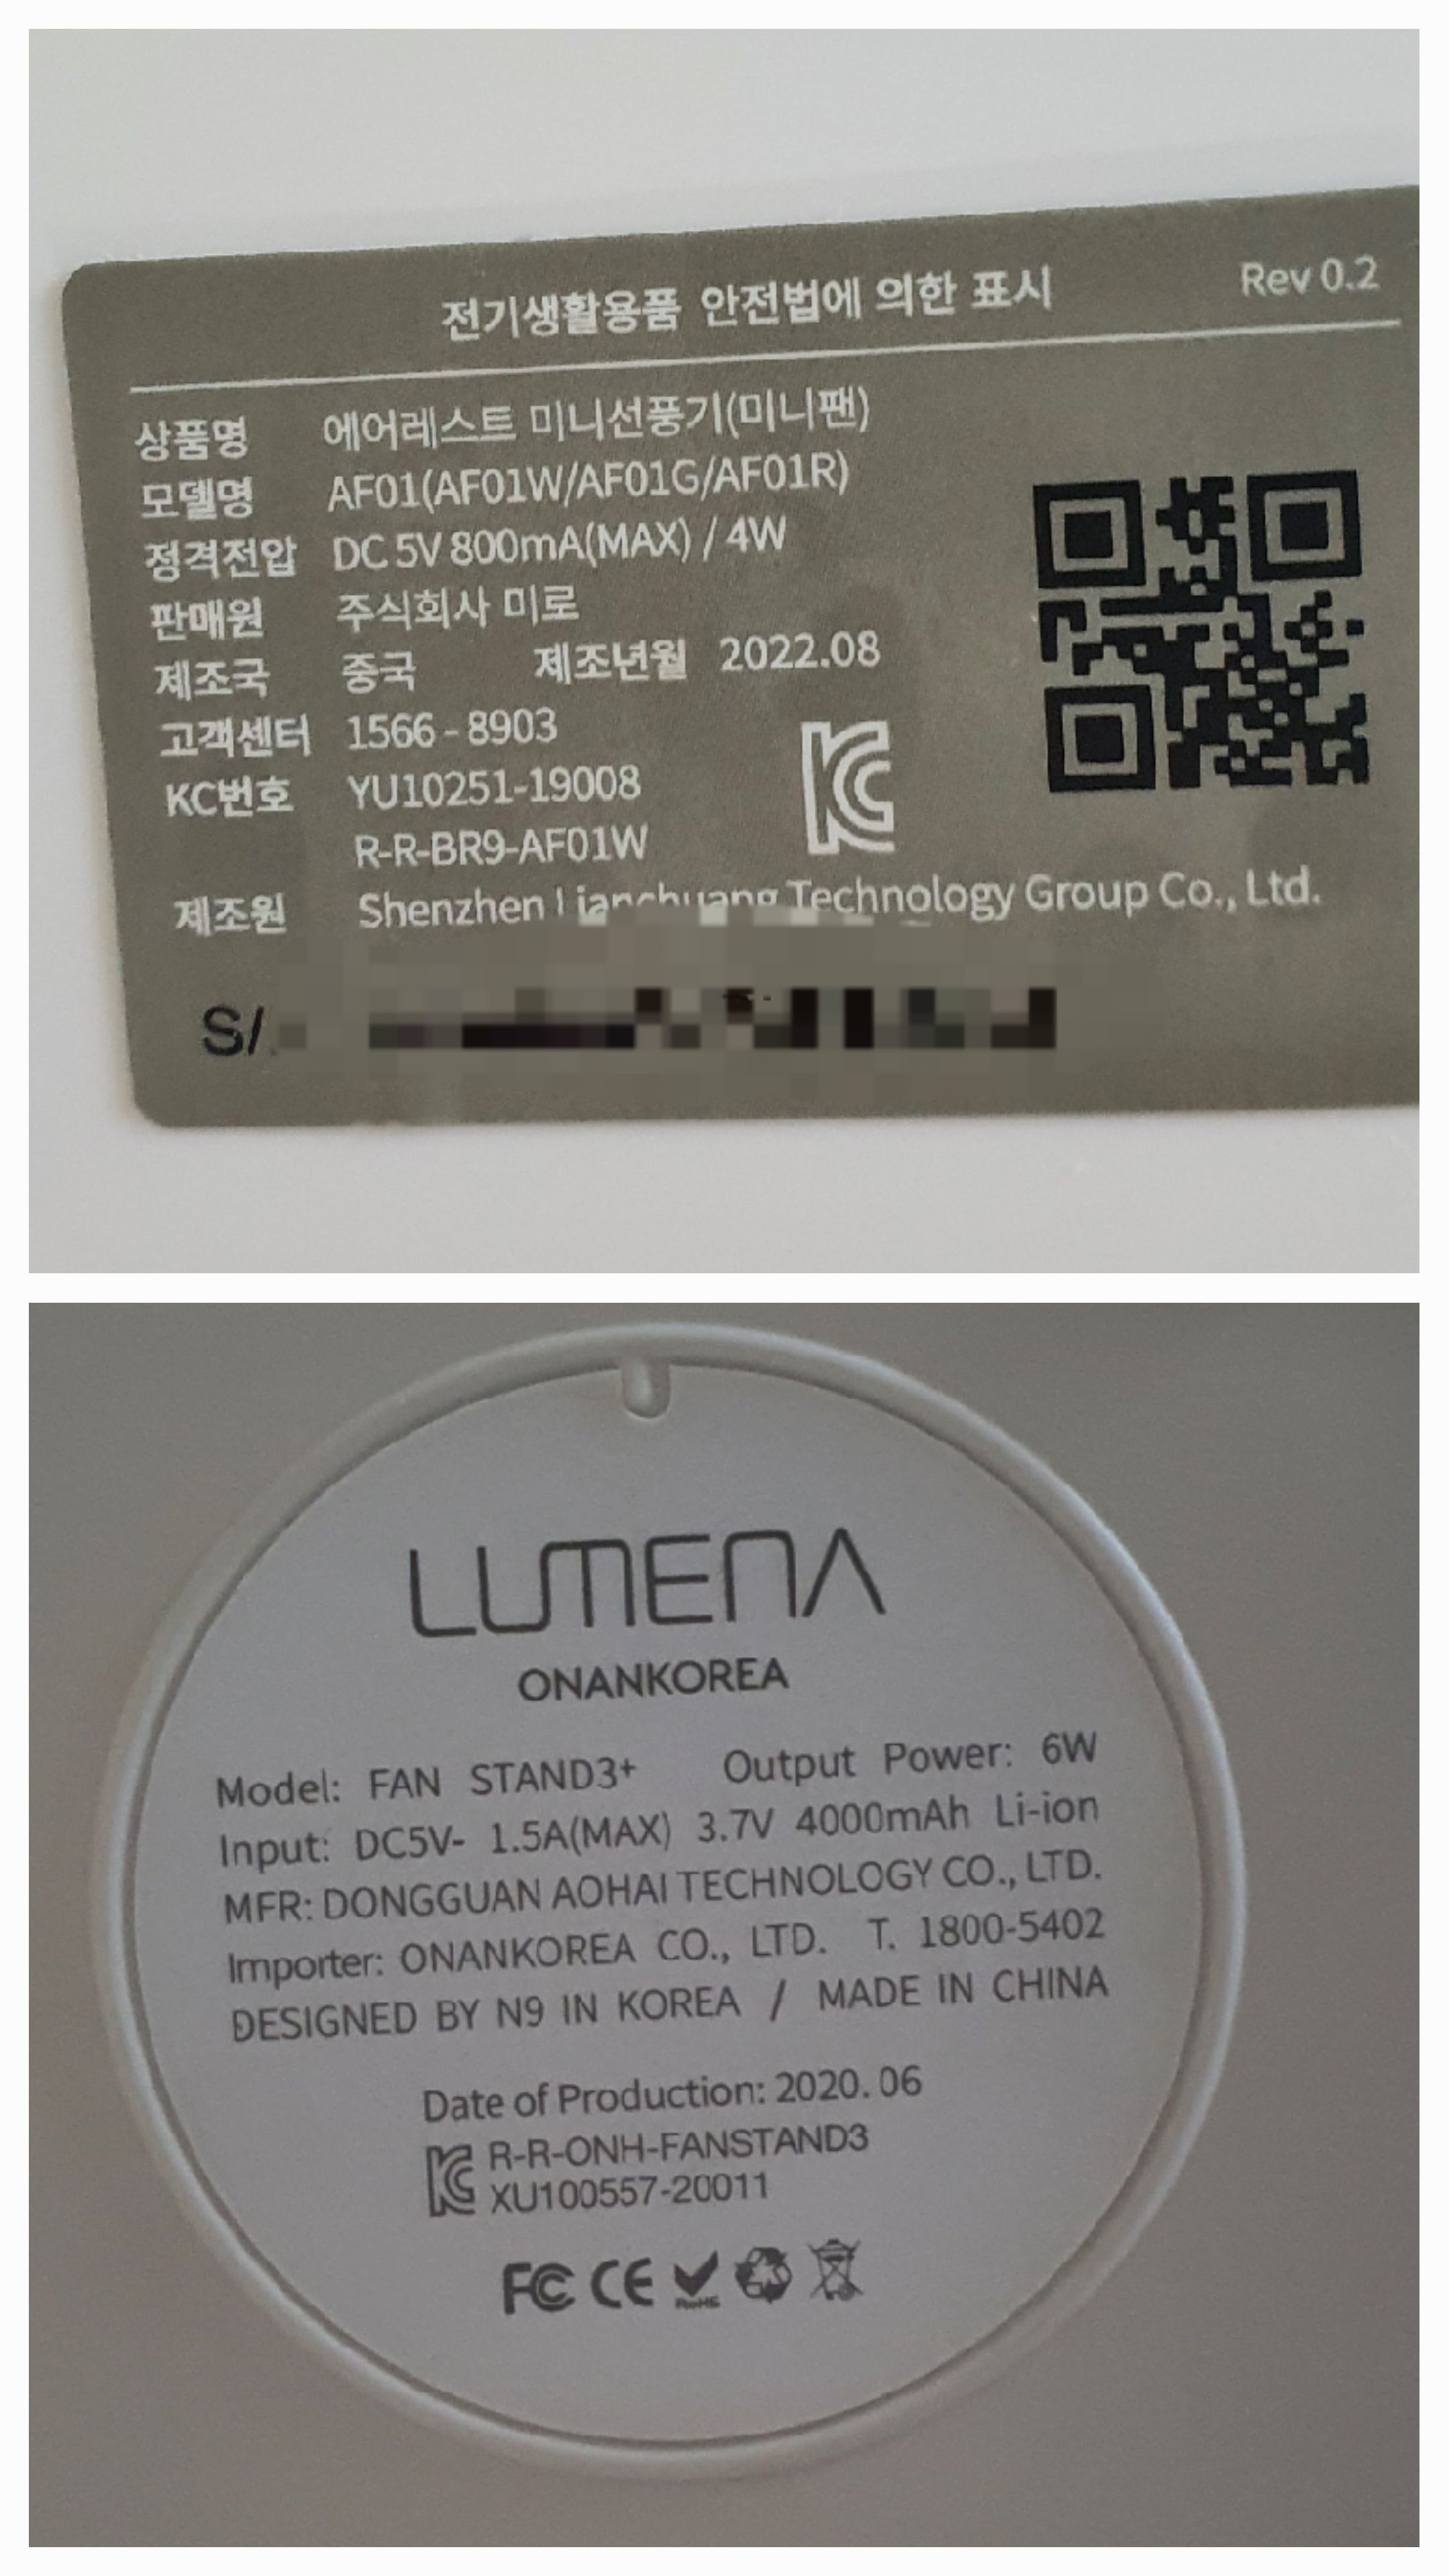 전기생활용품 안전법에 의한 표시 Rev 0.2
상품명 에어레스트 미니선풍기(미니팬)
모델명 AF01(AF01W/AF01G/AF01R)
정격전압 DC 5V 800mA(MAX) / 4W
판매원 주식회사 미로
제조국 중국 제조년월 2022.08
고객센터 1566 - 8903
KC번호 YU10251-19008
R-R-BR9-AF01W
제조원 Shenzhen Lianchuang Technology Group Co., Ltd.
S/
LUMENA
ONANKOREA
Model: FAN STAND3+ Output Power: 6W
Input: DC5V- 1.5A(MAX) 3.7V 4000mAh Li-ion
MFR: DONGGUAN AOHAI TECHNOLOGY CO., LTD.
Importer: ONANKOREA CO., LTD. T. 1800-5402
DESIGNED BY N9 IN KOREA / MADE IN CHINA
Date of Production: 2020. 06
R-R-ONH-FANSTAND3
XU100557-20011
FC CE RoHS